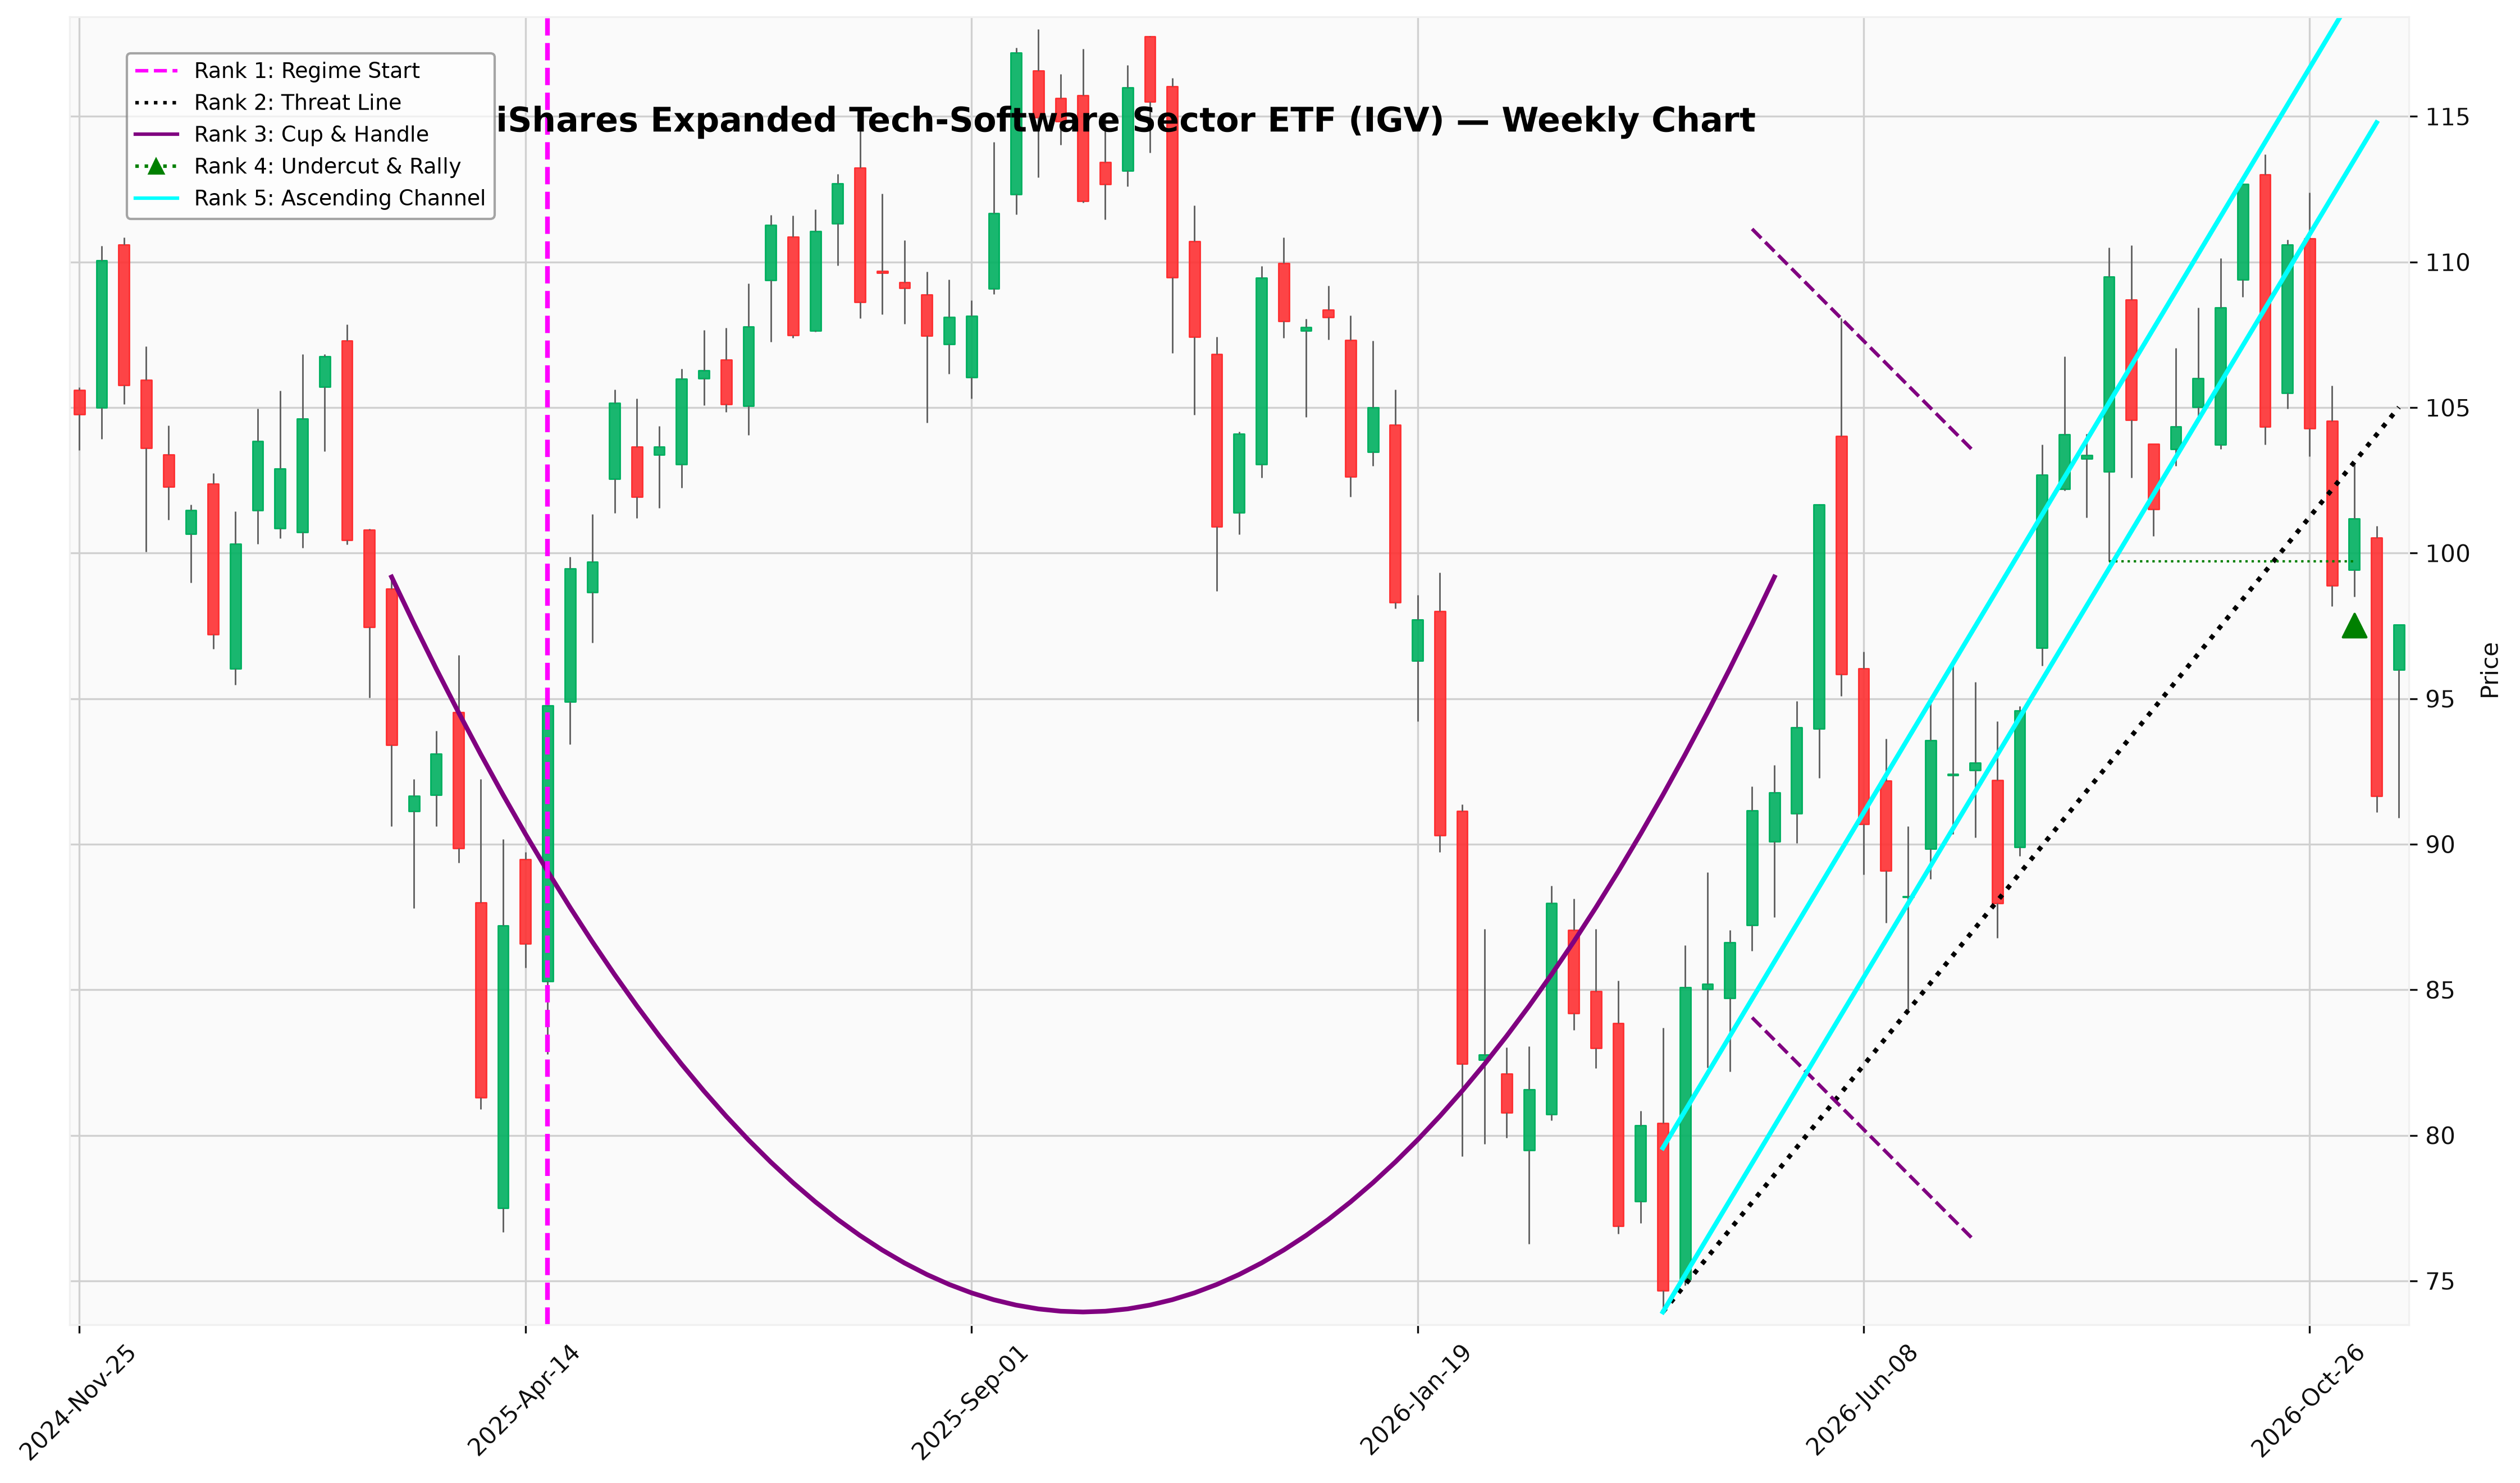 iShares Expanded Tech-Software Sector ETF (IGV) — Weekly Chart
Rank 1: Regime Start
Rank 2: Threat Line
Rank 3: Cup & Handle
Rank 4: Undercut & Rally
Rank 5: Ascending Channel
115
110
105
100
95
90
85
80
75
Price
2024-Nov-25
2025-Apr-14
2025-Sep-01
2026-Jan-19
2026-Jun-08
2026-Oct-26